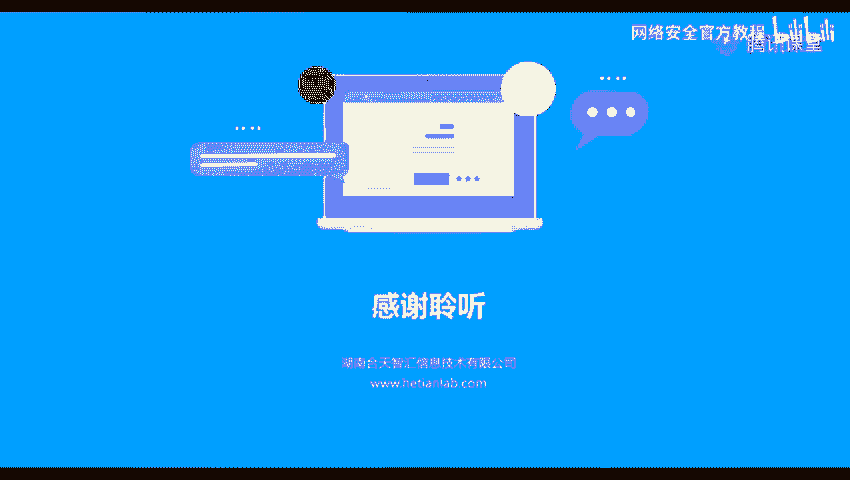 网络安全官方教程 bilibili
腾讯课堂
感谢聆听
湖南合天智汇信息技术有限公司
www.hetianlab.com